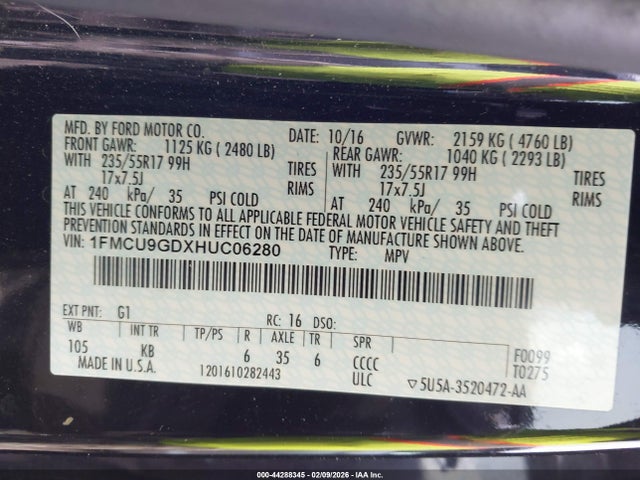 MFD. BY FORD MOTOR CO. DATE: 10/16 GVWR: 2159 KG ( 4760 LB)
FRONT GAWR: 1125 KG ( 2480 LB) REAR GAWR: 1040 KG ( 2293 LB)
WITH 235/55R17 99H TIRES WITH 235/55R17 99H TIRES
17x7.5J RIMS 17x7.5J RIMS
AT 240 kPa/ 35 PSI COLD AT 240 kPa/ 35 PSI COLD
THIS VEHICLE CONFORMS TO ALL APPLICABLE FEDERAL MOTOR VEHICLE SAFETY AND THEFT
PREVENTION STANDARDS IN EFFECT ON THE DATE OF MANUFACTURE SHOWN ABOVE.
VIN: 1FMCU9GDXHUC06280 TYPE: MPV
EXT PNT: G1 RC: 16 DSO:
WB INT TR TP/PS R AXLE TR SPR
105 KB 6 35 6 CCCC F0099
MADE IN U.S.A. 1201610282443 ULC T0275
▽5U5A-3520472-AA
000-44288345 - 02/09/2026 - IAA Inc.